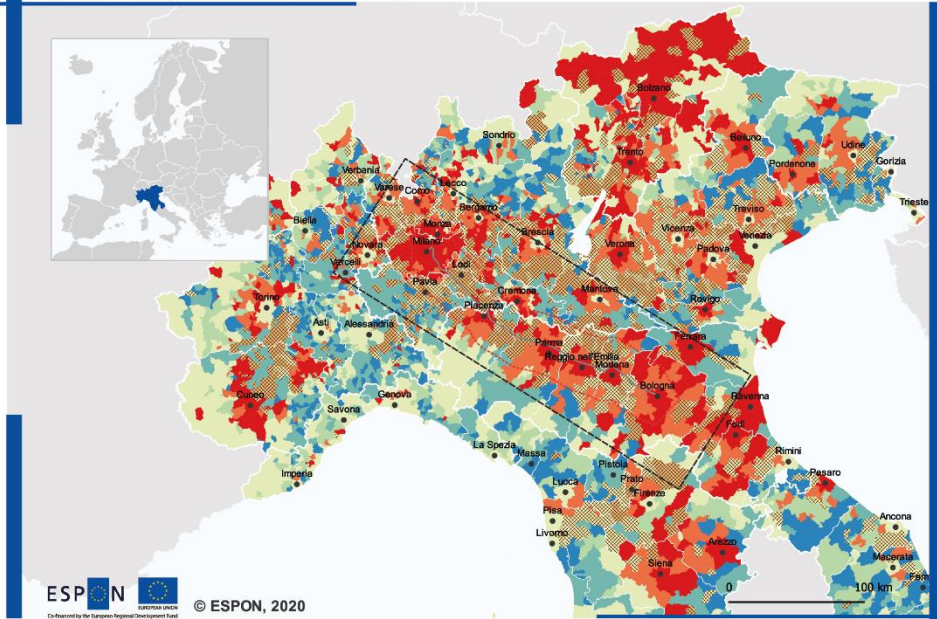 Bolzano
Sondrio
Trento
Belluno
Udine
Pordenone
Gorizia
Verbania
Varese
Como
Lecco
Bergamo
Trieste
Treviso
Biella
Monza
Brescia
Vicenza
Venezia
Novara
Milano
Verona
Padova
Vercelli
Lodi
Pavia
Mantova
Torino
Cremona
Rovigo
Piacenza
Asti
Alessandria
Ferrara
Parma
Reggio nell'Emilia
Modena
Bologna
Cuneo
Genova
Ravenna
Savona
Forlì
La Spezia
Massa
Rimini
Pistoia
Imperia
Prato
Pesaro
Lucca
Firenze
Pisa
Ancona
Livorno
Arezzo
Macerata
Siena
Ferm
0 100 km
ESPON
EUROPEAN UNION
© ESPON, 2020
Co-financed by the European Regional Development Fund